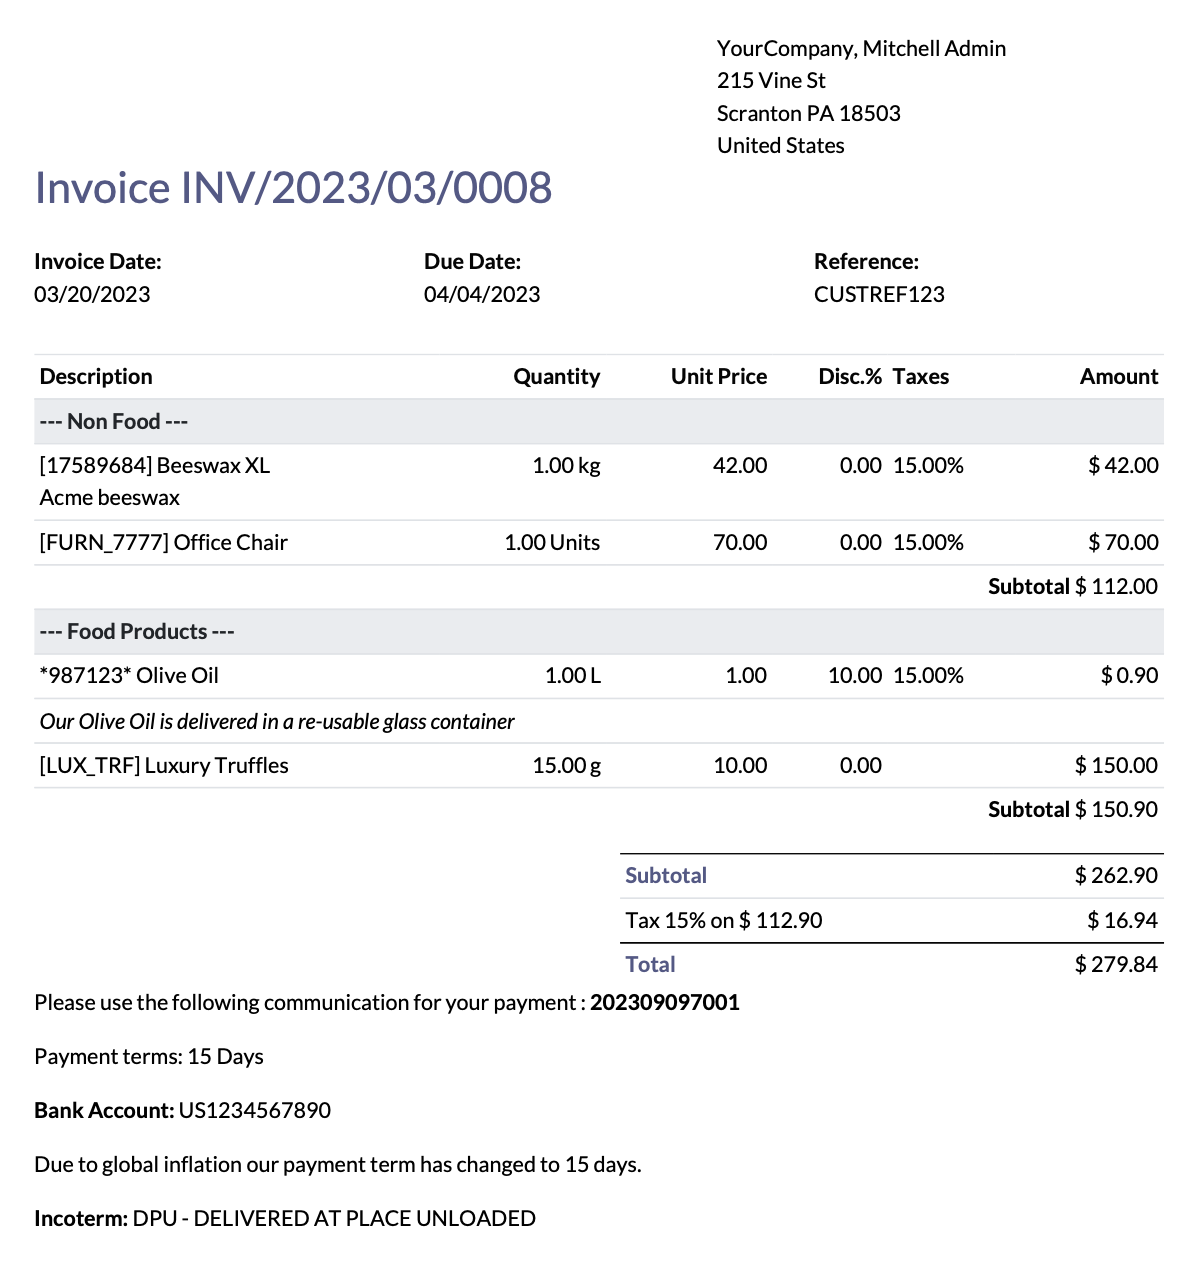 YourCompany, Mitchell Admin
215 Vine St
Scranton PA 18503
United States
Invoice INV/2023/03/0008
Invoice Date: Due Date: Reference:
03/20/2023 04/04/2023 CUSTREF123
Description Quantity Unit Price Disc.% Taxes Amount
--- Non Food ---
[17589684] Beeswax XL 1.00 kg 42.00 0.00 15.00% $ 42.00
Acme beeswax
[FURN_7777] Office Chair 1.00 Units 70.00 0.00 15.00% $ 70.00
Subtotal $ 112.00
--- Food Products ---
*987123* Olive Oil 1.00 L 1.00 10.00 15.00% $ 0.90
Our Olive Oil is delivered in a re-usable glass container
[LUX_TRF] Luxury Truffles 15.00 g 10.00 0.00 $ 150.00
Subtotal $ 150.90
Subtotal $ 262.90
Tax 15% on $ 112.90 $ 16.94
Total $ 279.84
Please use the following communication for your payment : 202309097001
Payment terms: 15 Days
Bank Account: US1234567890
Due to global inflation our payment term has changed to 15 days.
Incoterm: DPU - DELIVERED AT PLACE UNLOADED